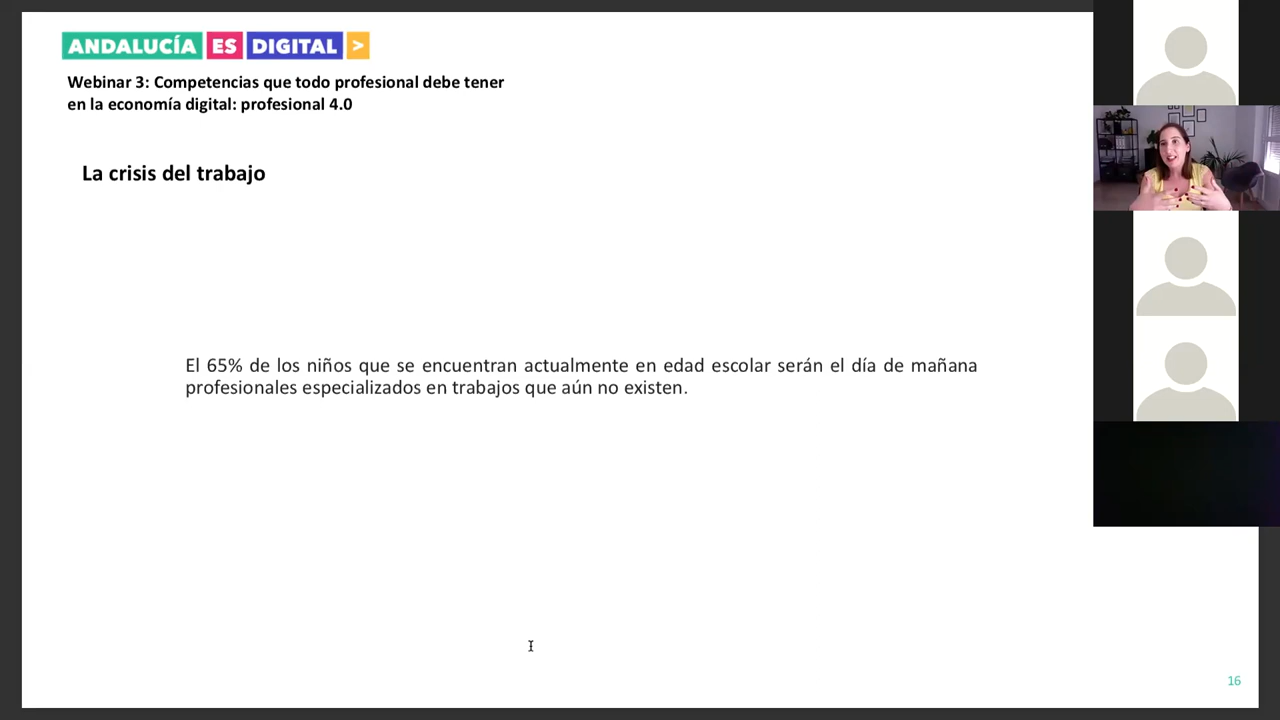 ANDALUCÍA ES DIGITAL >
Webinar 3: Competencias que todo profesional debe tener
en la economía digital: profesional 4.0
La crisis del trabajo
El 65% de los niños que se encuentran actualmente en edad escolar serán el día de mañana
profesionales especializados en trabajos que aún no existen.
16